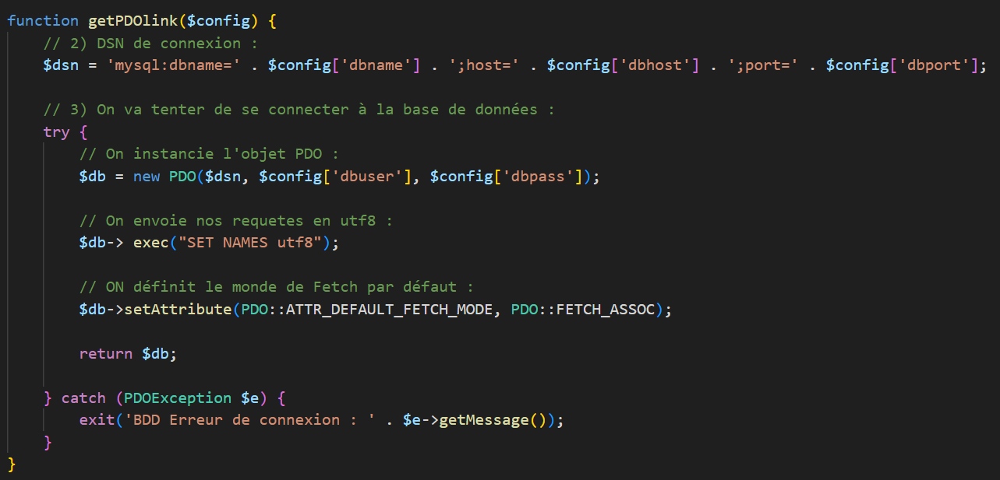 function getPDOlink($config) {
// 2) DSN de connexion :
$dsn = 'mysql:dbname=' . $config['dbname'] . ';host=' . $config['dbhost'] . ';port=' . $config['dbport'];
// 3) On va tenter de se connecter à la base de données :
try {
// On instancie l'objet PDO :
$db = new PDO($dsn, $config['dbuser'], $config['dbpass']);
// On envoie nos requetes en utf8 :
$db-> exec("SET NAMES utf8");
// ON définit le monde de Fetch par défaut :
$db->setAttribute(PDO::ATTR_DEFAULT_FETCH_MODE, PDO::FETCH_ASSOC);
return $db;
} catch (PDOException $e) {
exit('BDD Erreur de connexion : ' . $e->getMessage());
}
}